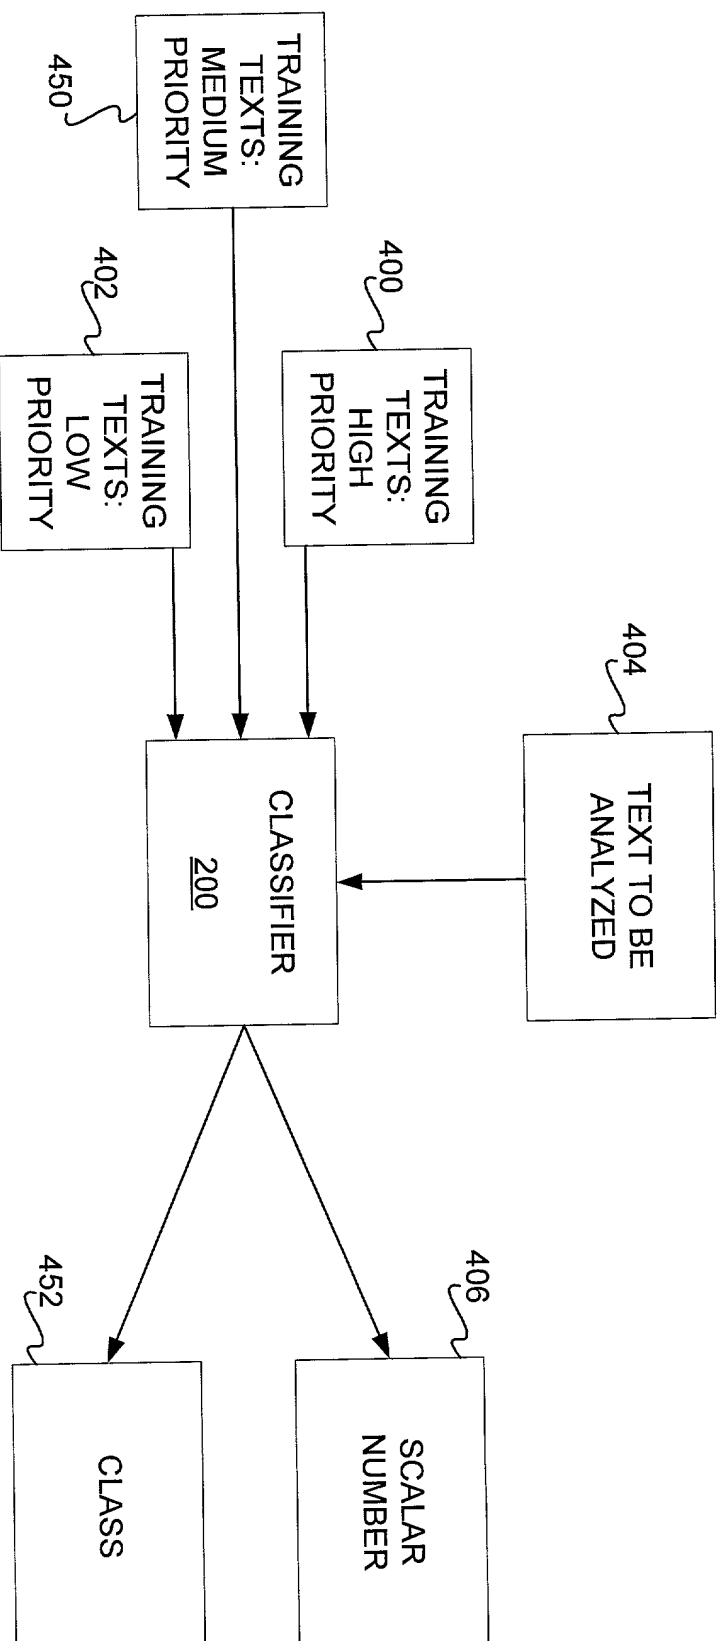 404
TEXT TO BE
ANALYZED
400
TRAINING
TEXTS:
HIGH
PRIORITY
450
TRAINING
TEXTS:
MEDIUM
PRIORITY
402
TRAINING
TEXTS:
LOW
PRIORITY
CLASSIFIER
200
406
SCALAR
NUMBER
452
CLASS